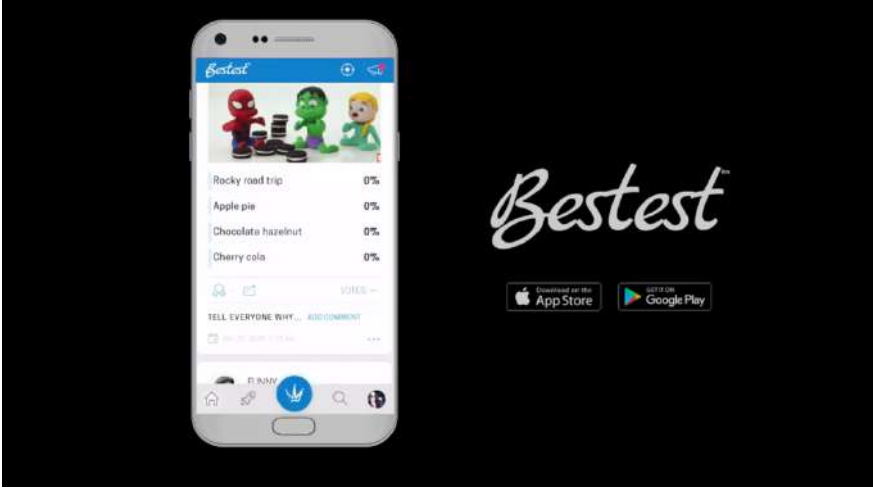 Bestest
Rocky road trip 0%
Apple pie 0%
Chocolate hazelnut 0%
Cherry cola 0%
VOTES
TELL EVERYONE WHY... ADD COMMENT
FUNNY
Bestest
Download on the
App Store
GET IT ON
Google Play